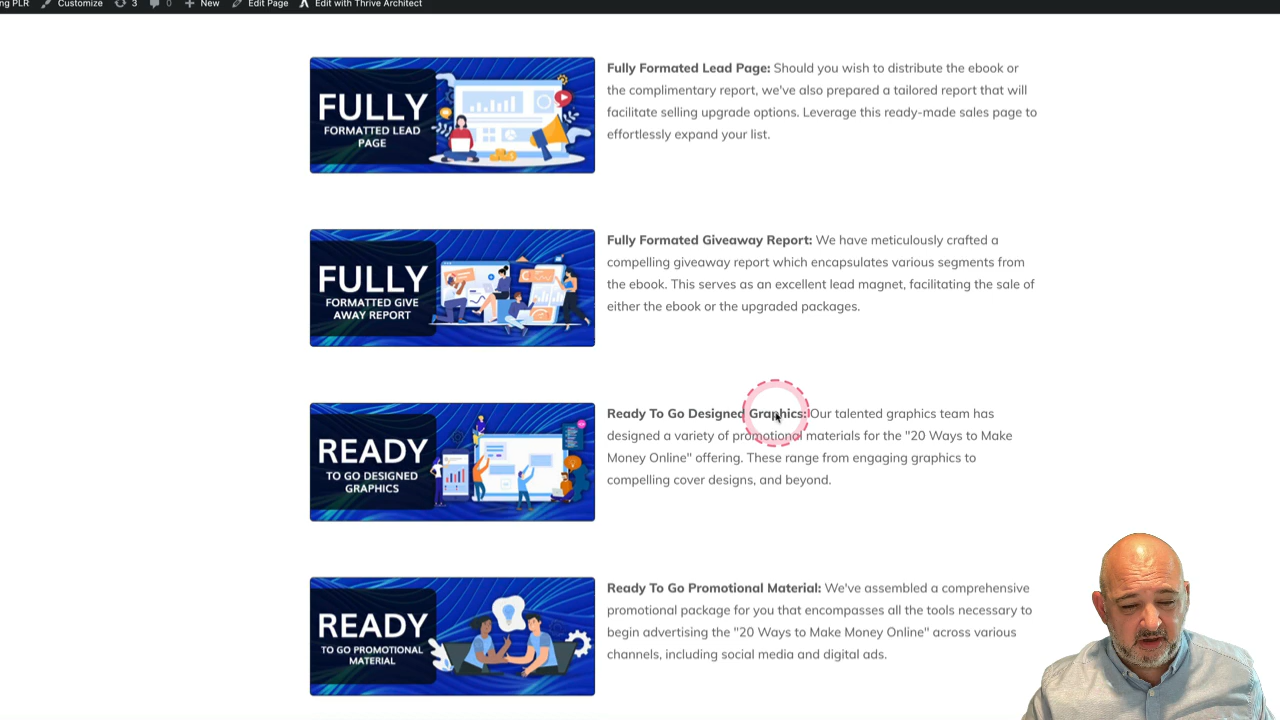 ng PLR Customize 3 0 New Edit Page Edit with Thrive Architect
FULLY
FORMATTED LEAD
PAGE
Fully Formated Lead Page: Should you wish to distribute the ebook or
the complimentary report, we've also prepared a tailored report that will
facilitate selling upgrade options. Leverage this ready-made sales page to
effortlessly expand your list.
FULLY
FORMATTED GIVE
AWAY REPORT
Fully Formated Giveaway Report: We have meticulously crafted a
compelling giveaway report which encapsulates various segments from
the ebook. This serves as an excellent lead magnet, facilitating the sale of
either the ebook or the upgraded packages.
READY
TO GO DESIGNED
GRAPHICS
Ready To Go Designed Graphics: Our talented graphics team has
designed a variety of promotional materials for the "20 Ways to Make
Money Online" offering. These range from engaging graphics to
compelling cover designs, and beyond.
READY
TO GO PROMOTIONAL
MATERIAL
Ready To Go Promotional Material: We've assembled a comprehensive
promotional package for you that encompasses all the tools necessary to
begin advertising the "20 Ways to Make Money Online" across various
channels, including social media and digital ads.